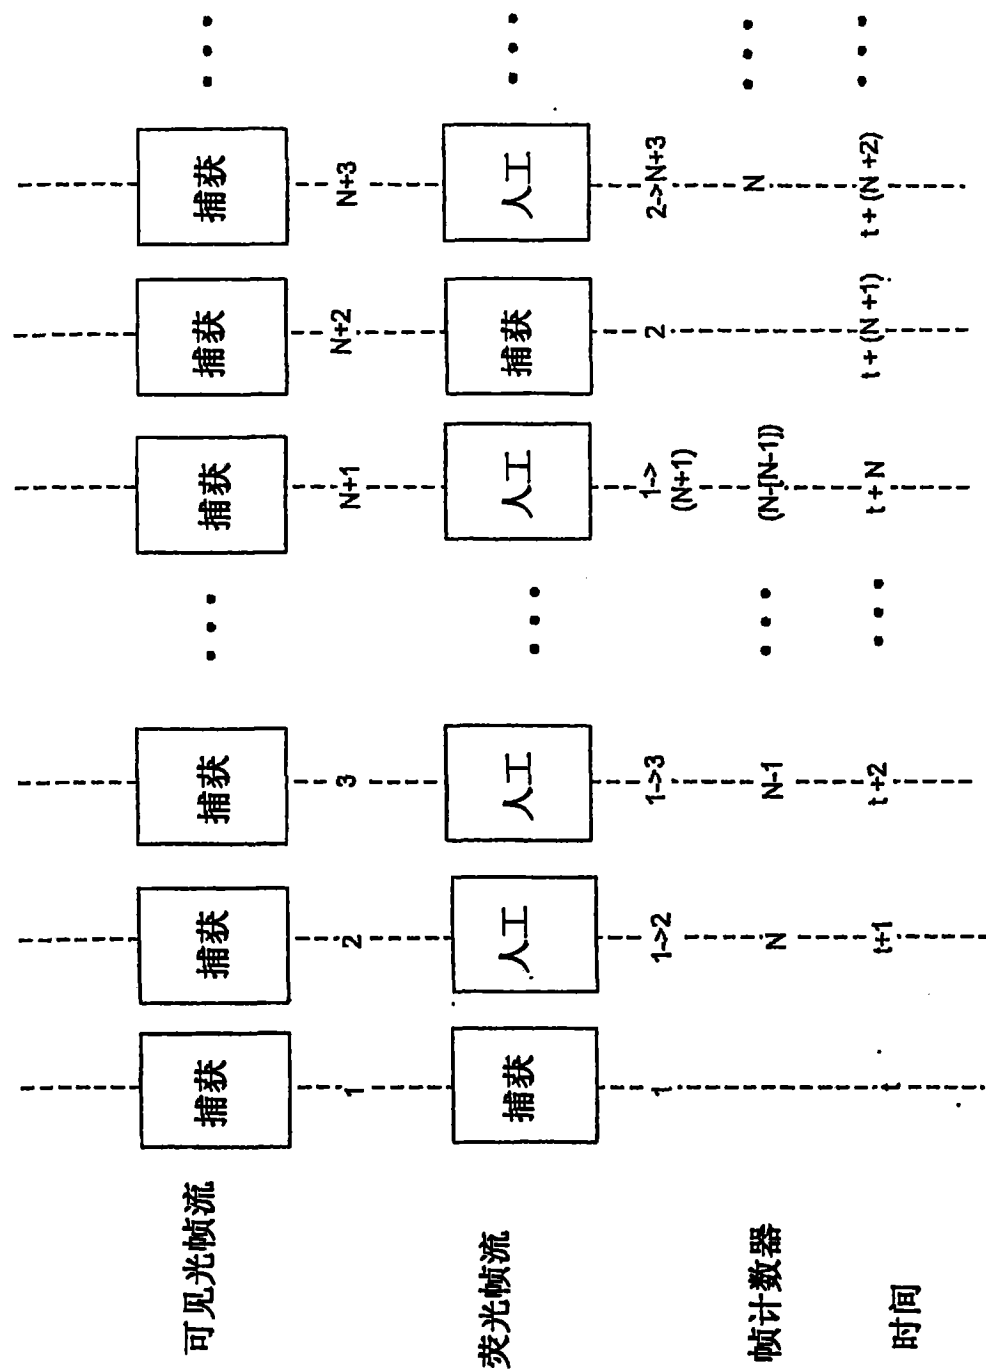 可见光帧流
捕获
捕获
捕获
• • •
捕获
捕获
捕获
• • •
1
2
3
N+1
N+2
N+3
荧光帧流
捕获
人工
人工
• • •
人工
捕获
人工
• • •
1
1->2
1->3
1->
(N+1)
2
2->N+3
帧计数器
N
N-1
• • •
(N-[N-1])
N
• • •
时间
t
t+1
t+2
• • •
t + N
t + (N +1)
t + (N +2)
• • •